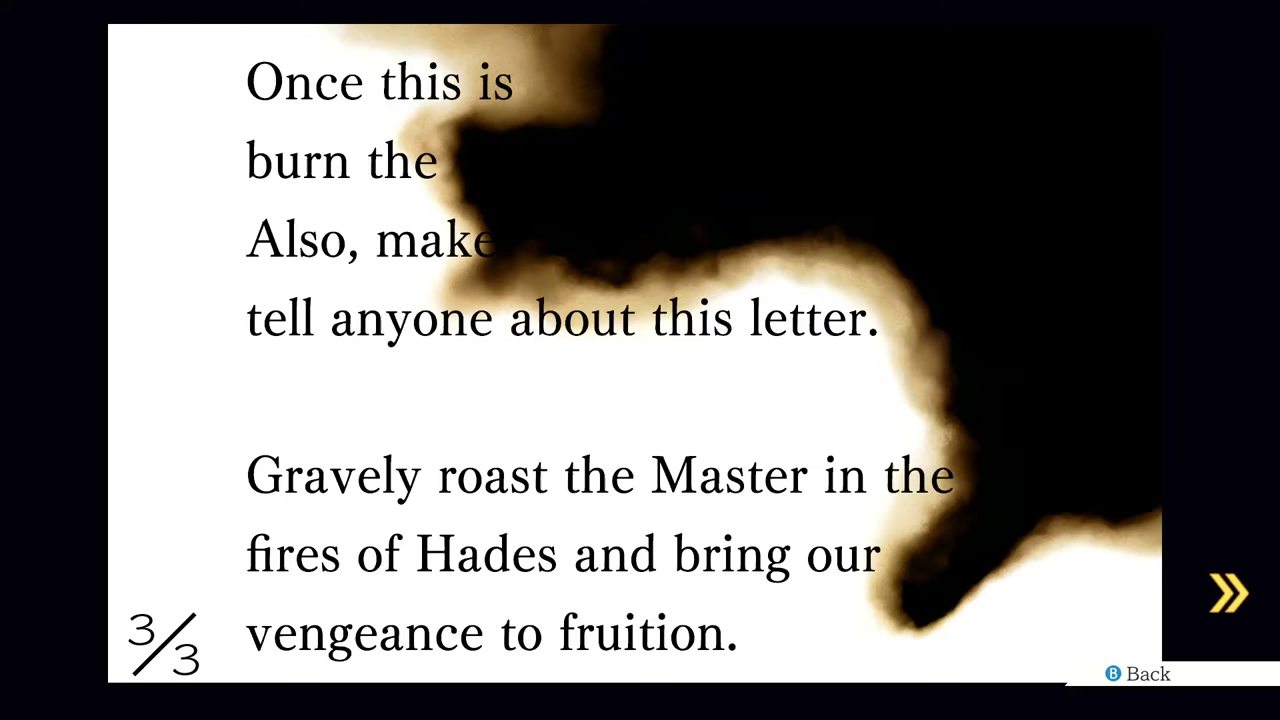 Once this is
burn the
Also, make
tell anyone about this letter.
Gravely roast the Master in the
fires of Hades and bring our
vengeance to fruition.
3/3
B Back